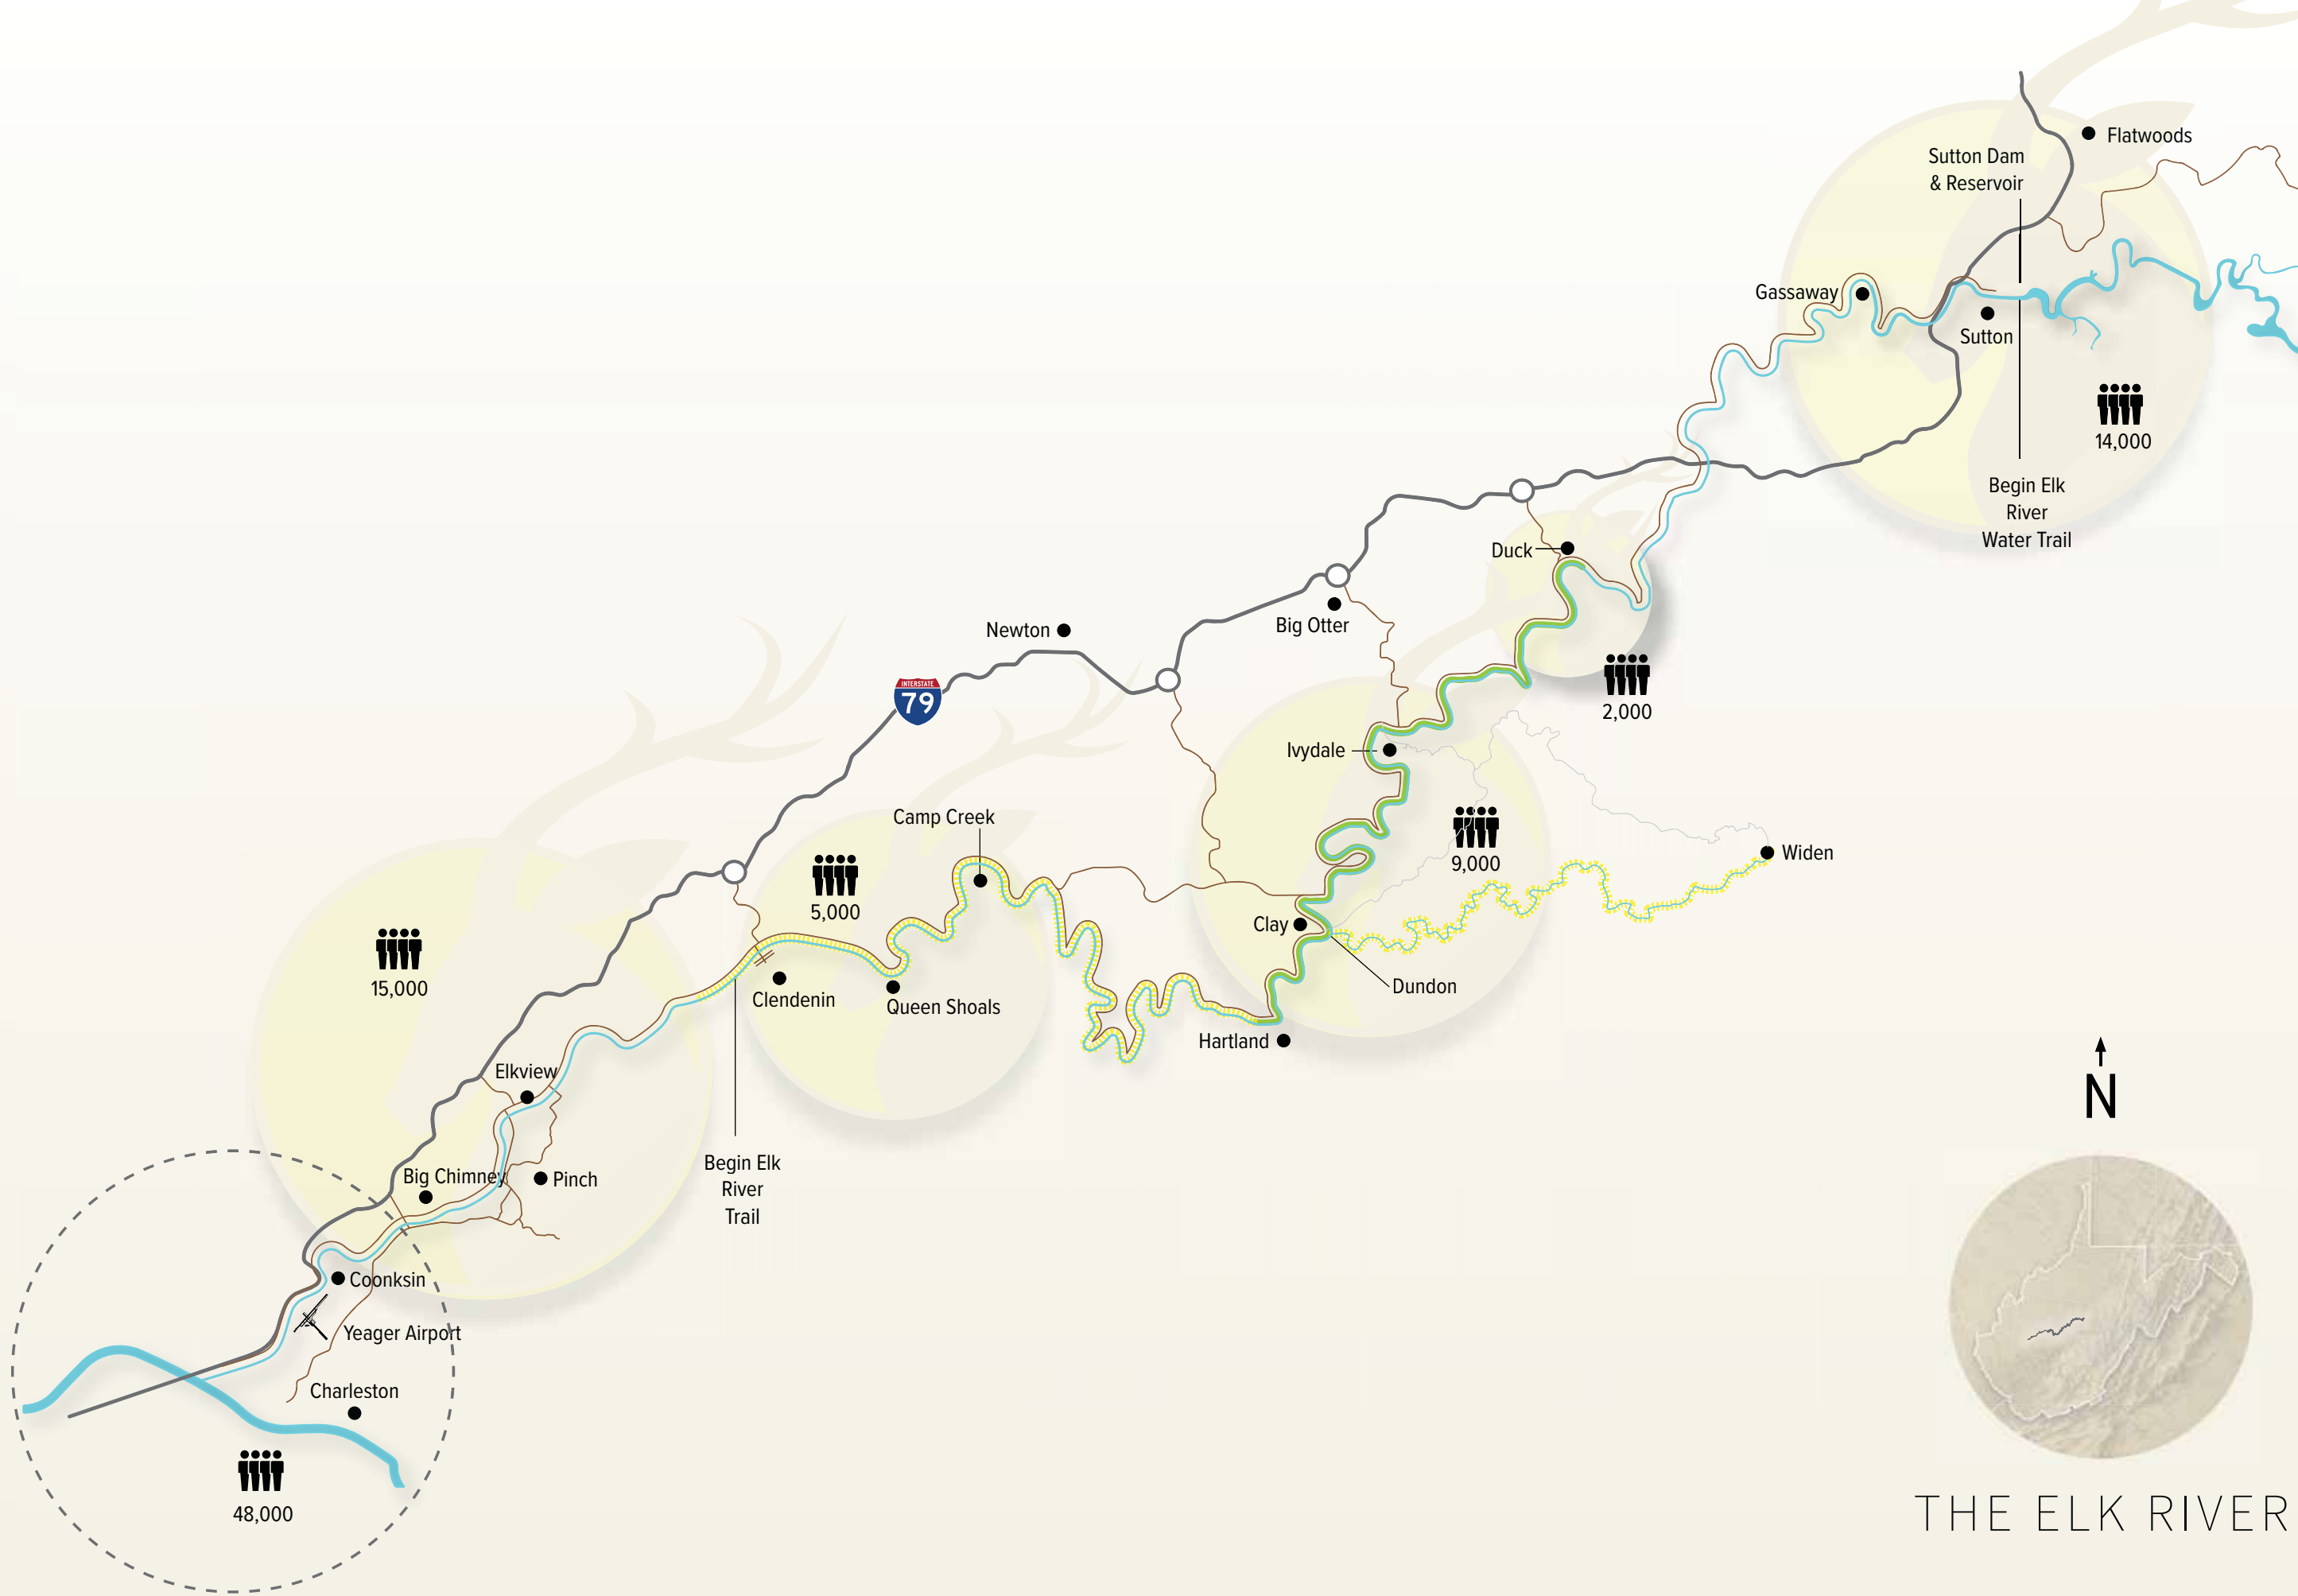 Flatwoods
Sutton Dam
& Reservoir
Gassaway
Sutton
14,000
Begin Elk
River
Water Trail
Duck
Big Otter
Newton
INTERSTATE
79
2,000
Ivydale
Camp Creek
9,000
Widen
5,000
Clay
15,000
Clendenin
Queen Shoals
Dundon
Hartland
Elkview
Begin Elk
River
Trail
Big Chimney
Pinch
N
Coonksin
Yeager Airport
Charleston
48,000
THE ELK RIVER